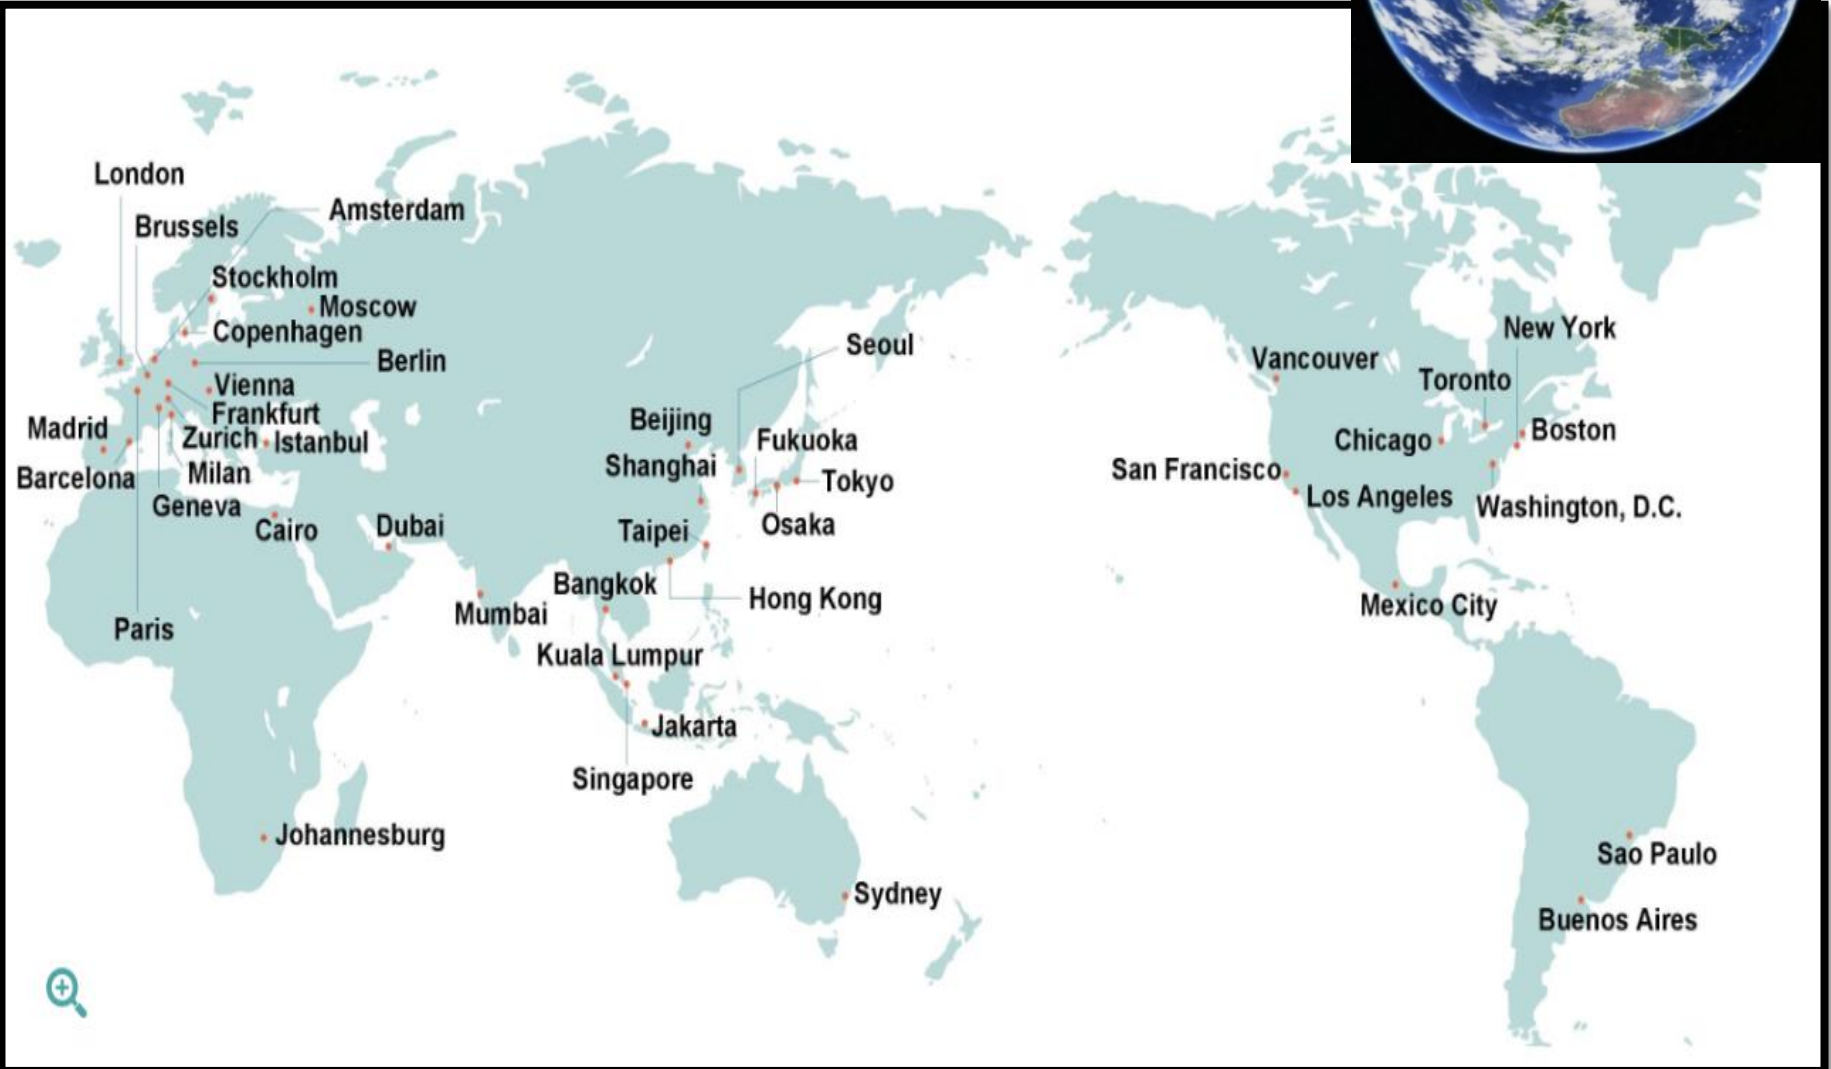 London
Amsterdam
Brussels
Stockholm
Moscow
Copenhagen
Berlin
Vienna
Frankfurt
Madrid
Zurich
Istanbul
Barcelona
Milan
Geneva
Cairo
Dubai
Paris
Mumbai
Johannesburg
Seoul
Beijing
Fukuoka
Shanghai
Tokyo
Osaka
Taipei
Bangkok
Hong Kong
Kuala Lumpur
Jakarta
Singapore
Sydney
New York
Vancouver
Toronto
Boston
Chicago
San Francisco
Los Angeles
Washington, D.C.
Mexico City
Sao Paulo
Buenos Aires